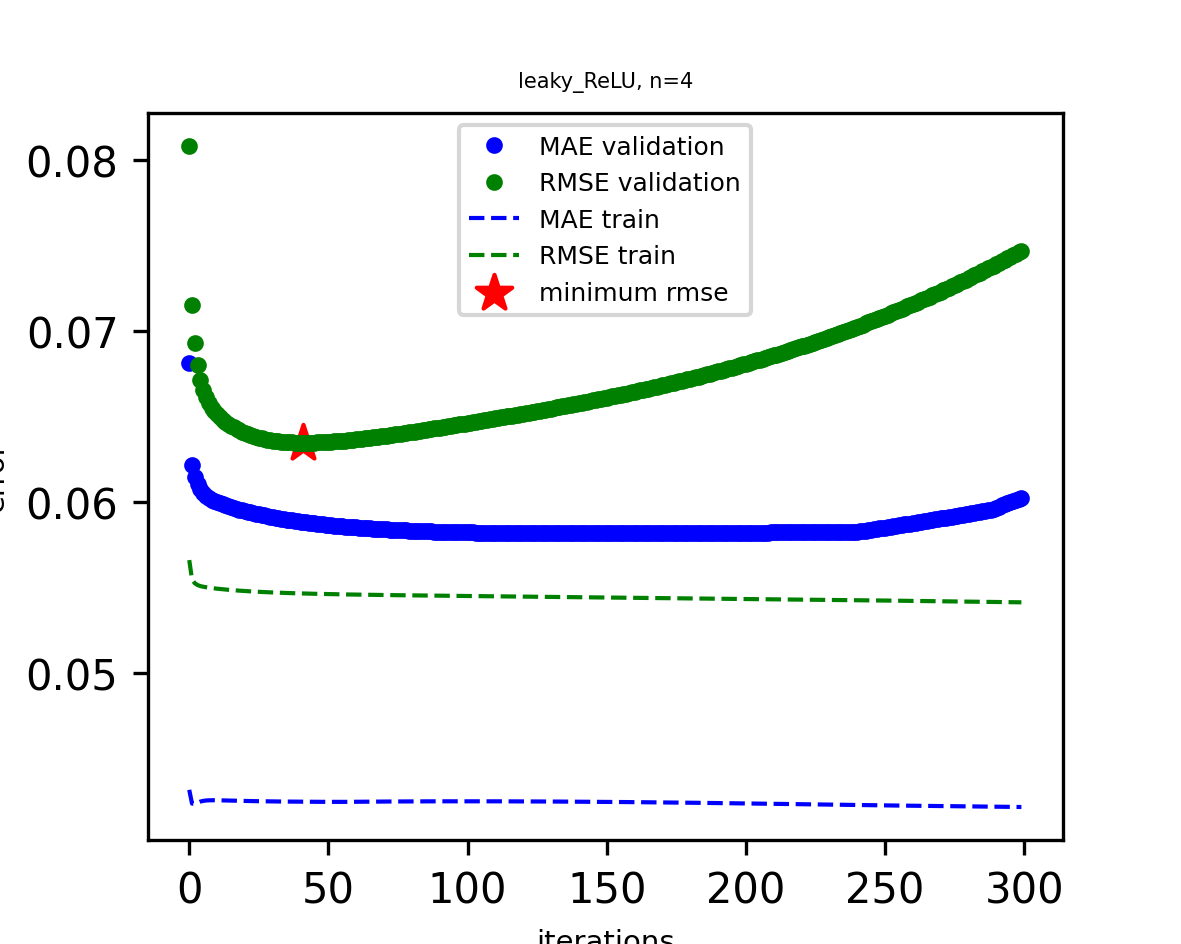 leaky_ReLU, n=4
MAE validation
RMSE validation
MAE train
RMSE train
minimum rmse
0.08
0.07
0.06
0.05
0 50 100 150 200 250 300
iterations